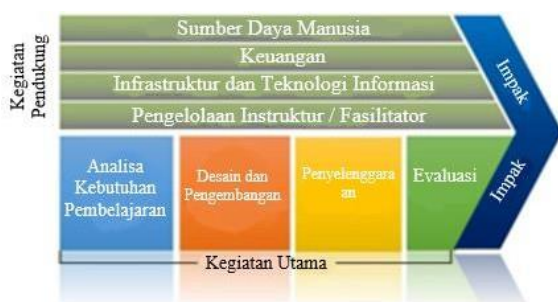 Kegiatan
Pendukung
Sumber Daya Manusia
Keuangan
Infrastruktur dan Teknologi Informasi
Pengelolaan Instruktur / Fasilitator
Impak
Analisa
Kebutuhan
Pembelajaran
Desain dan
Pengembangan
Penyelenggara
an
Evaluasi
Impak
Kegiatan Utama